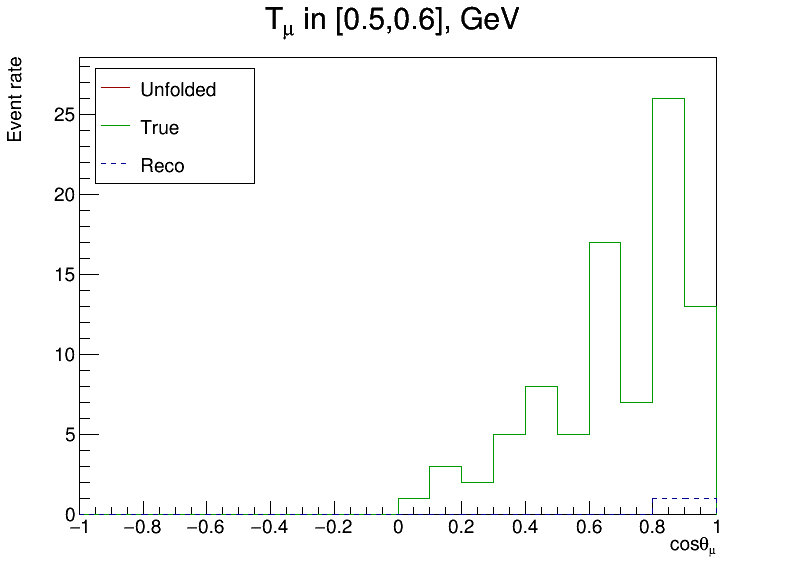 Tμ in [0.5,0.6], GeV
Event rate
Unfolded
True
Reco
25
20
15
10
5
0
−1 −0.8 −0.6 −0.4 −0.2 0 0.2 0.4 0.6 0.8 1
cosθμ